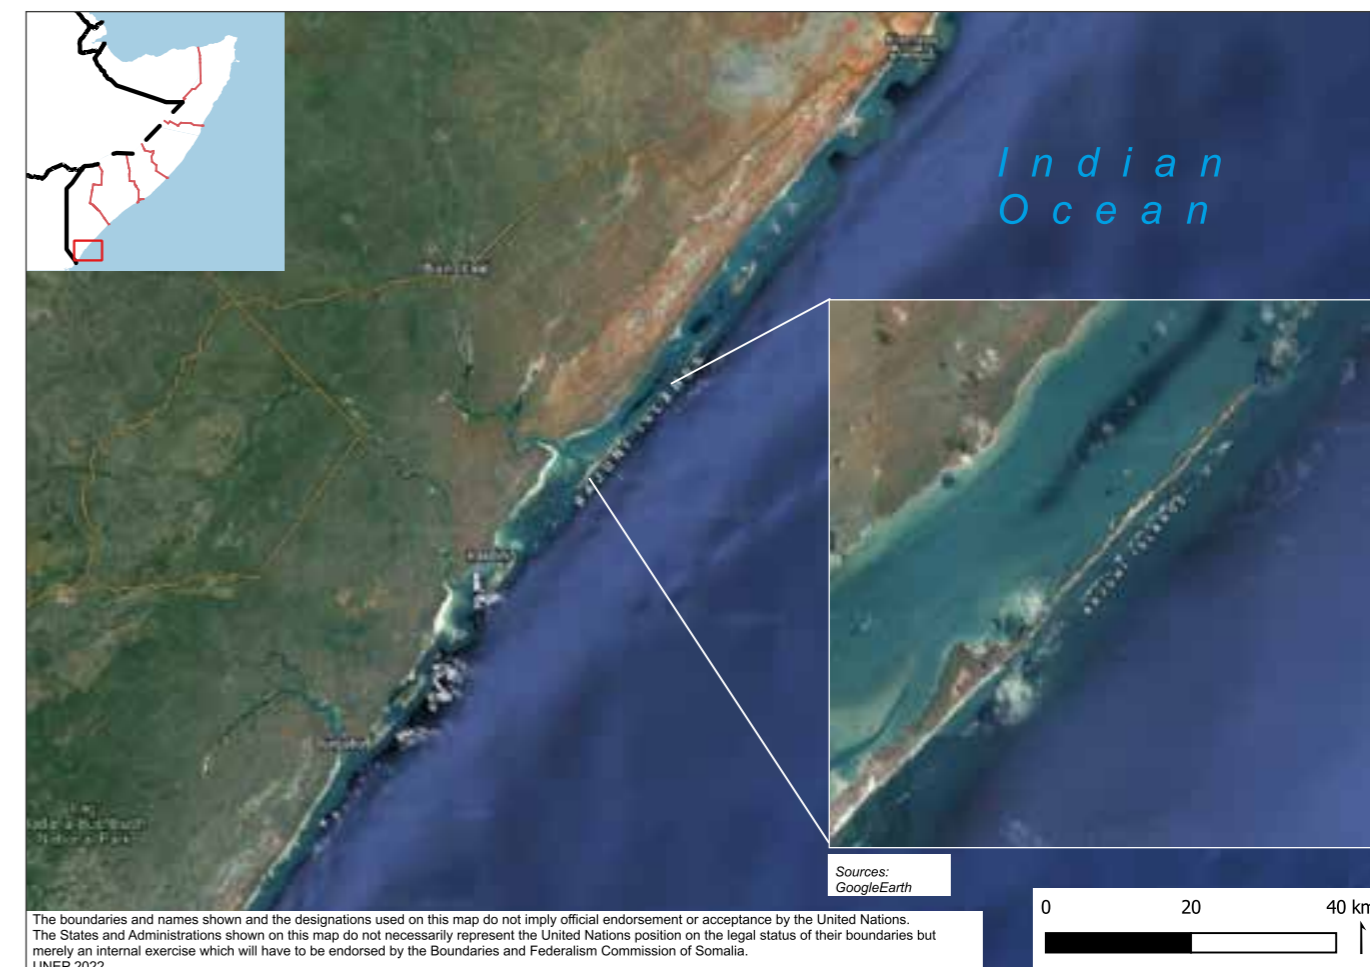 Indian
Ocean
Sources:
GoogleEarth
0 20 40 km
The boundaries and names shown and the designations used on this map do not imply official endorsement or acceptance by the United Nations.
The States and Administrations shown on this map do not necessarily represent the United Nations position on the legal status of their boundaries but
merely an internal exercise which will have to be endorsed by the Boundaries and Federalism Commission of Somalia.
UNEP 2022